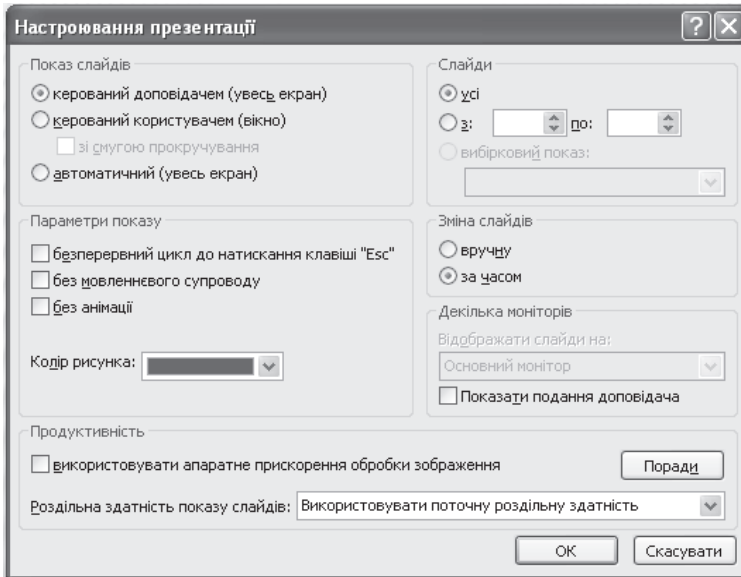 Настроювання презентації
Показ слайдів
керований доповідачем (увесь екран)
керований користувачем (вікно)
зі смугою прокручування
автоматичний (увесь екран)
Слайди
усі
з: по:
вибірковий показ:
Параметри показу
безперервний цикл до натискання клавіші "Esc"
без мовленнєвого супроводу
без анімації
Колір рисунка:
Зміна слайдів
вручну
за часом
Декілька моніторів
Відображати слайди на:
Основний монітор
Показати подання доповідача
Продуктивність
використовувати апаратне прискорення обробки зображення
Поради
Роздільна здатність показу слайдів: Використовувати поточну роздільну здатність
ОК Скасувати